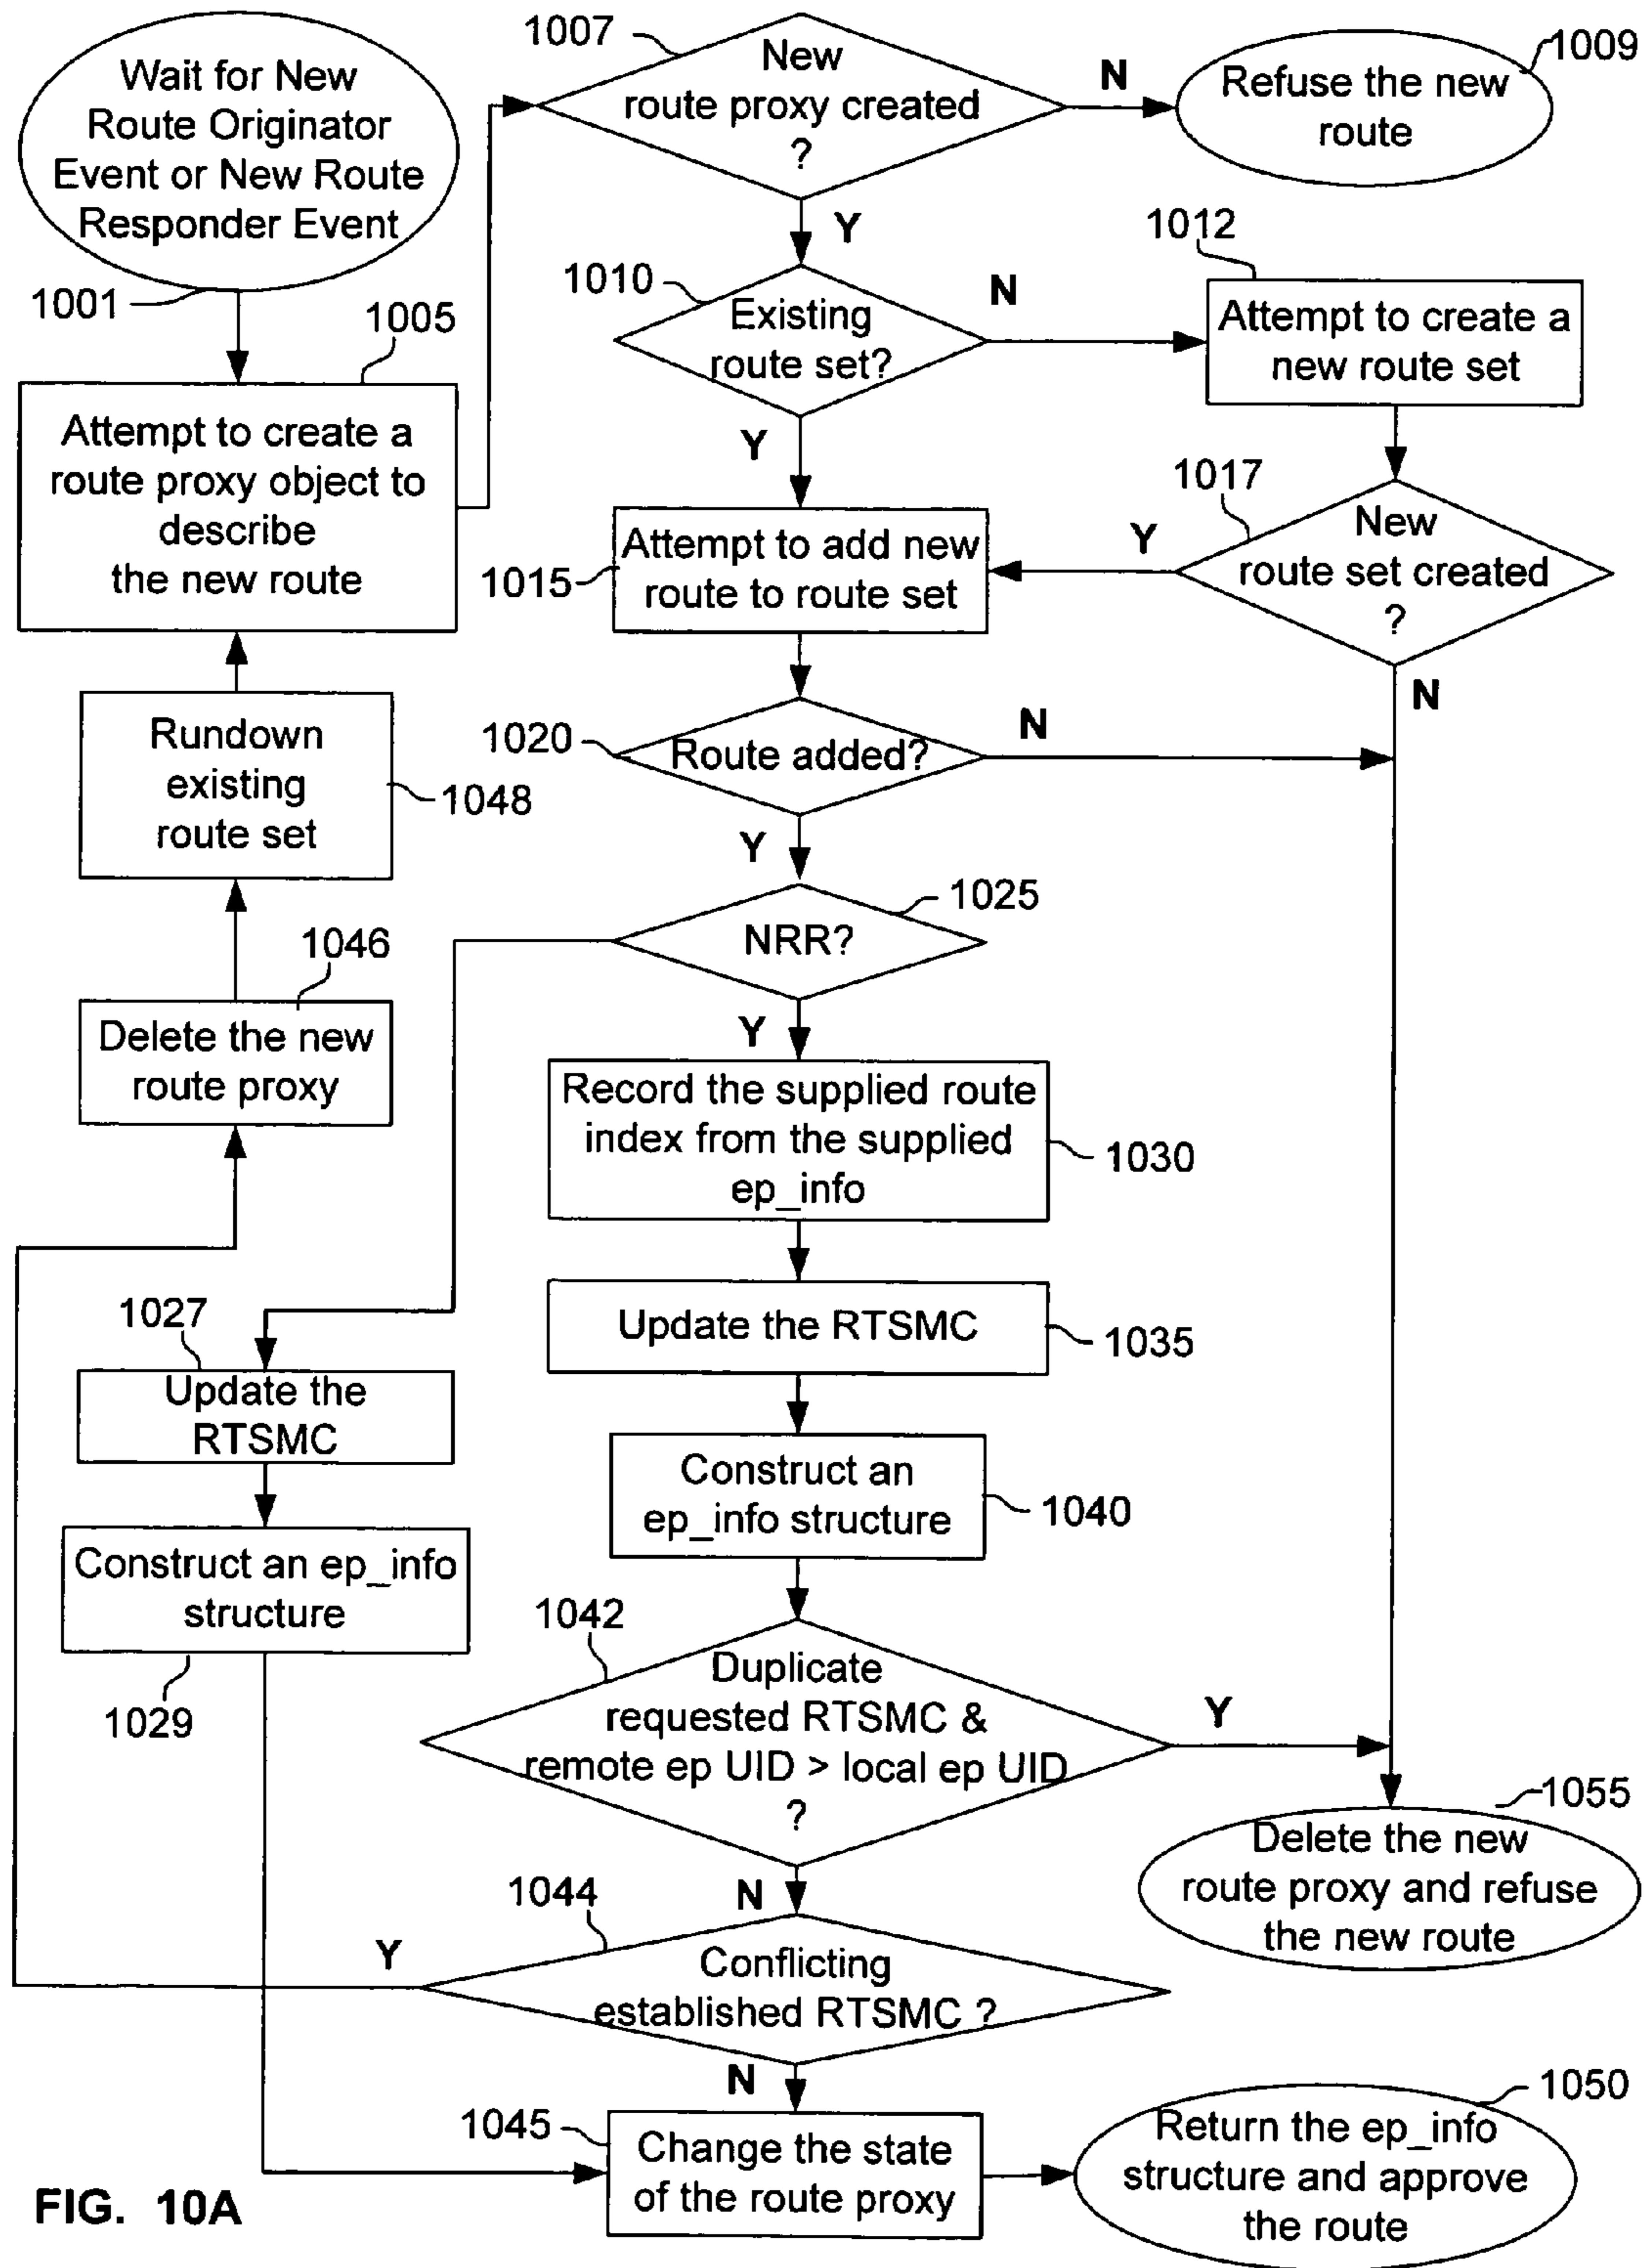 Wait for New
Route Originator
Event or New Route
Responder Event
1001
1005
Attempt to create a
route proxy object to
describe
the new route
1007
New
route proxy created
?
N
1009
Refuse the new
route
Y
1010
Existing
route set?
N
1012
Attempt to create a
new route set
Y
1017
New
route set created
?
Y
N
1015
Attempt to add new
route to route set
1020
Route added?
N
Y
Rundown
existing
route set
1048
1025
NRR?
Y
1046
Delete the new
route proxy
Record the supplied route
index from the supplied
ep_info
1030
Update the RTSMC
1035
1027
Update the
RTSMC
Construct an
ep_info structure
1040
Construct an ep_info
structure
1029
1042
Duplicate
requested RTSMC &
remote ep UID > local ep UID
?
Y
N
1055
Delete the new
route proxy and refuse
the new route
1044
Conflicting
established RTSMC ?
Y
N
1045
Change the state
of the route proxy
1050
Return the ep_info
structure and approve
the route
FIG. 10A